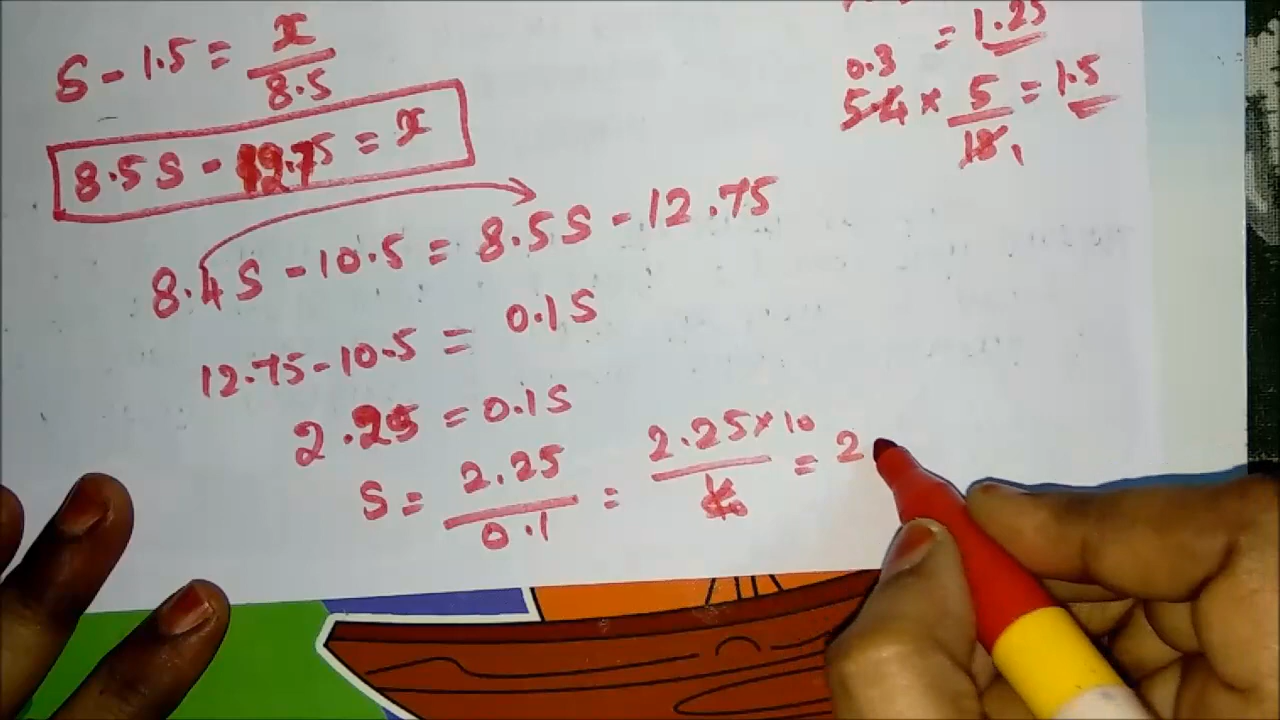 S - 1.5 = x/8.5
8.5S - 12.75 = x
8.4S - 10.5 = 8.5S - 12.75
12.75 - 10.5 = 0.1S
2.25 = 0.1S
S = 2.25/0.1 = 2.25×10/1 = 2
= 1.25
0.3
5.4 × 5/18 = 1.5
1